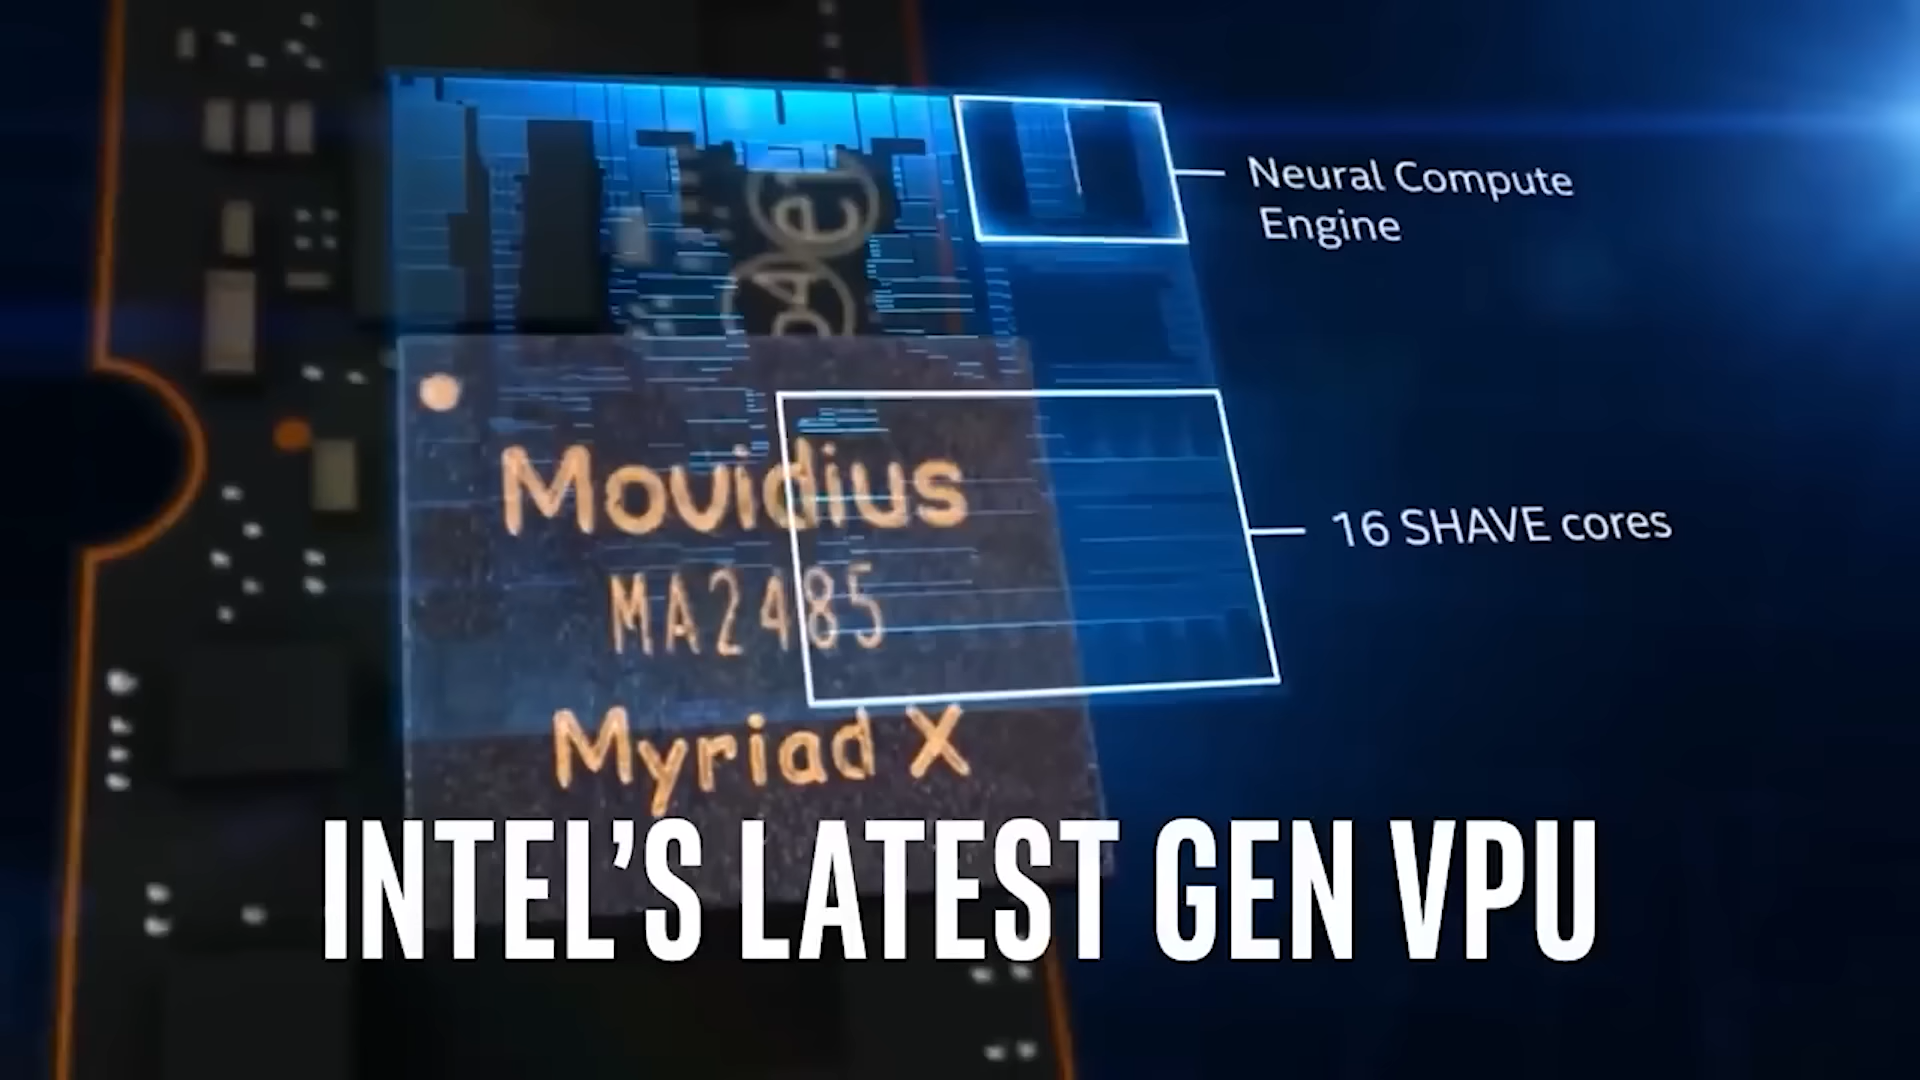 Neural Compute
Engine
Movidius
16 SHAVE cores
MA2485
Myriad X
INTEL'S LATEST GEN VPU